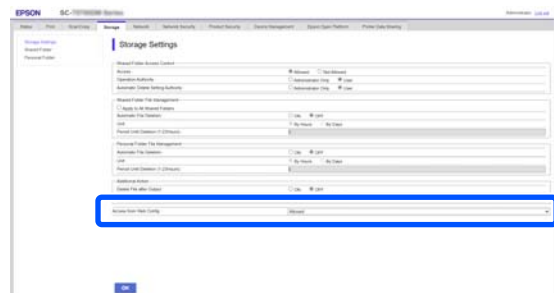 EPSON SC- Series
Administrator Log out
Status Print Scan/Copy Storage Network Network Security Product Security Device Management Epson Open Platform Printer Data Sharing
Storage Settings
Shared Folder
Personal Folder
Storage Settings
Shared Folder Access Control
Access Allowed Not Allowed
Operation Authority Administrator Only User
Automatic Delete Setting Authority Administrator Only User
Shared Folder File Management
Apply to All Shared Folders
Automatic File Deletion On Off
Unit By Hours By Days
Period Until Deletion (1-23hours)
Personal Folder File Management
Automatic File Deletion On Off
Unit By Hours By Days
Period Until Deletion (1-23hours)
Additional Action
Delete File after Output On Off
Access from Web Config Allowed
OK